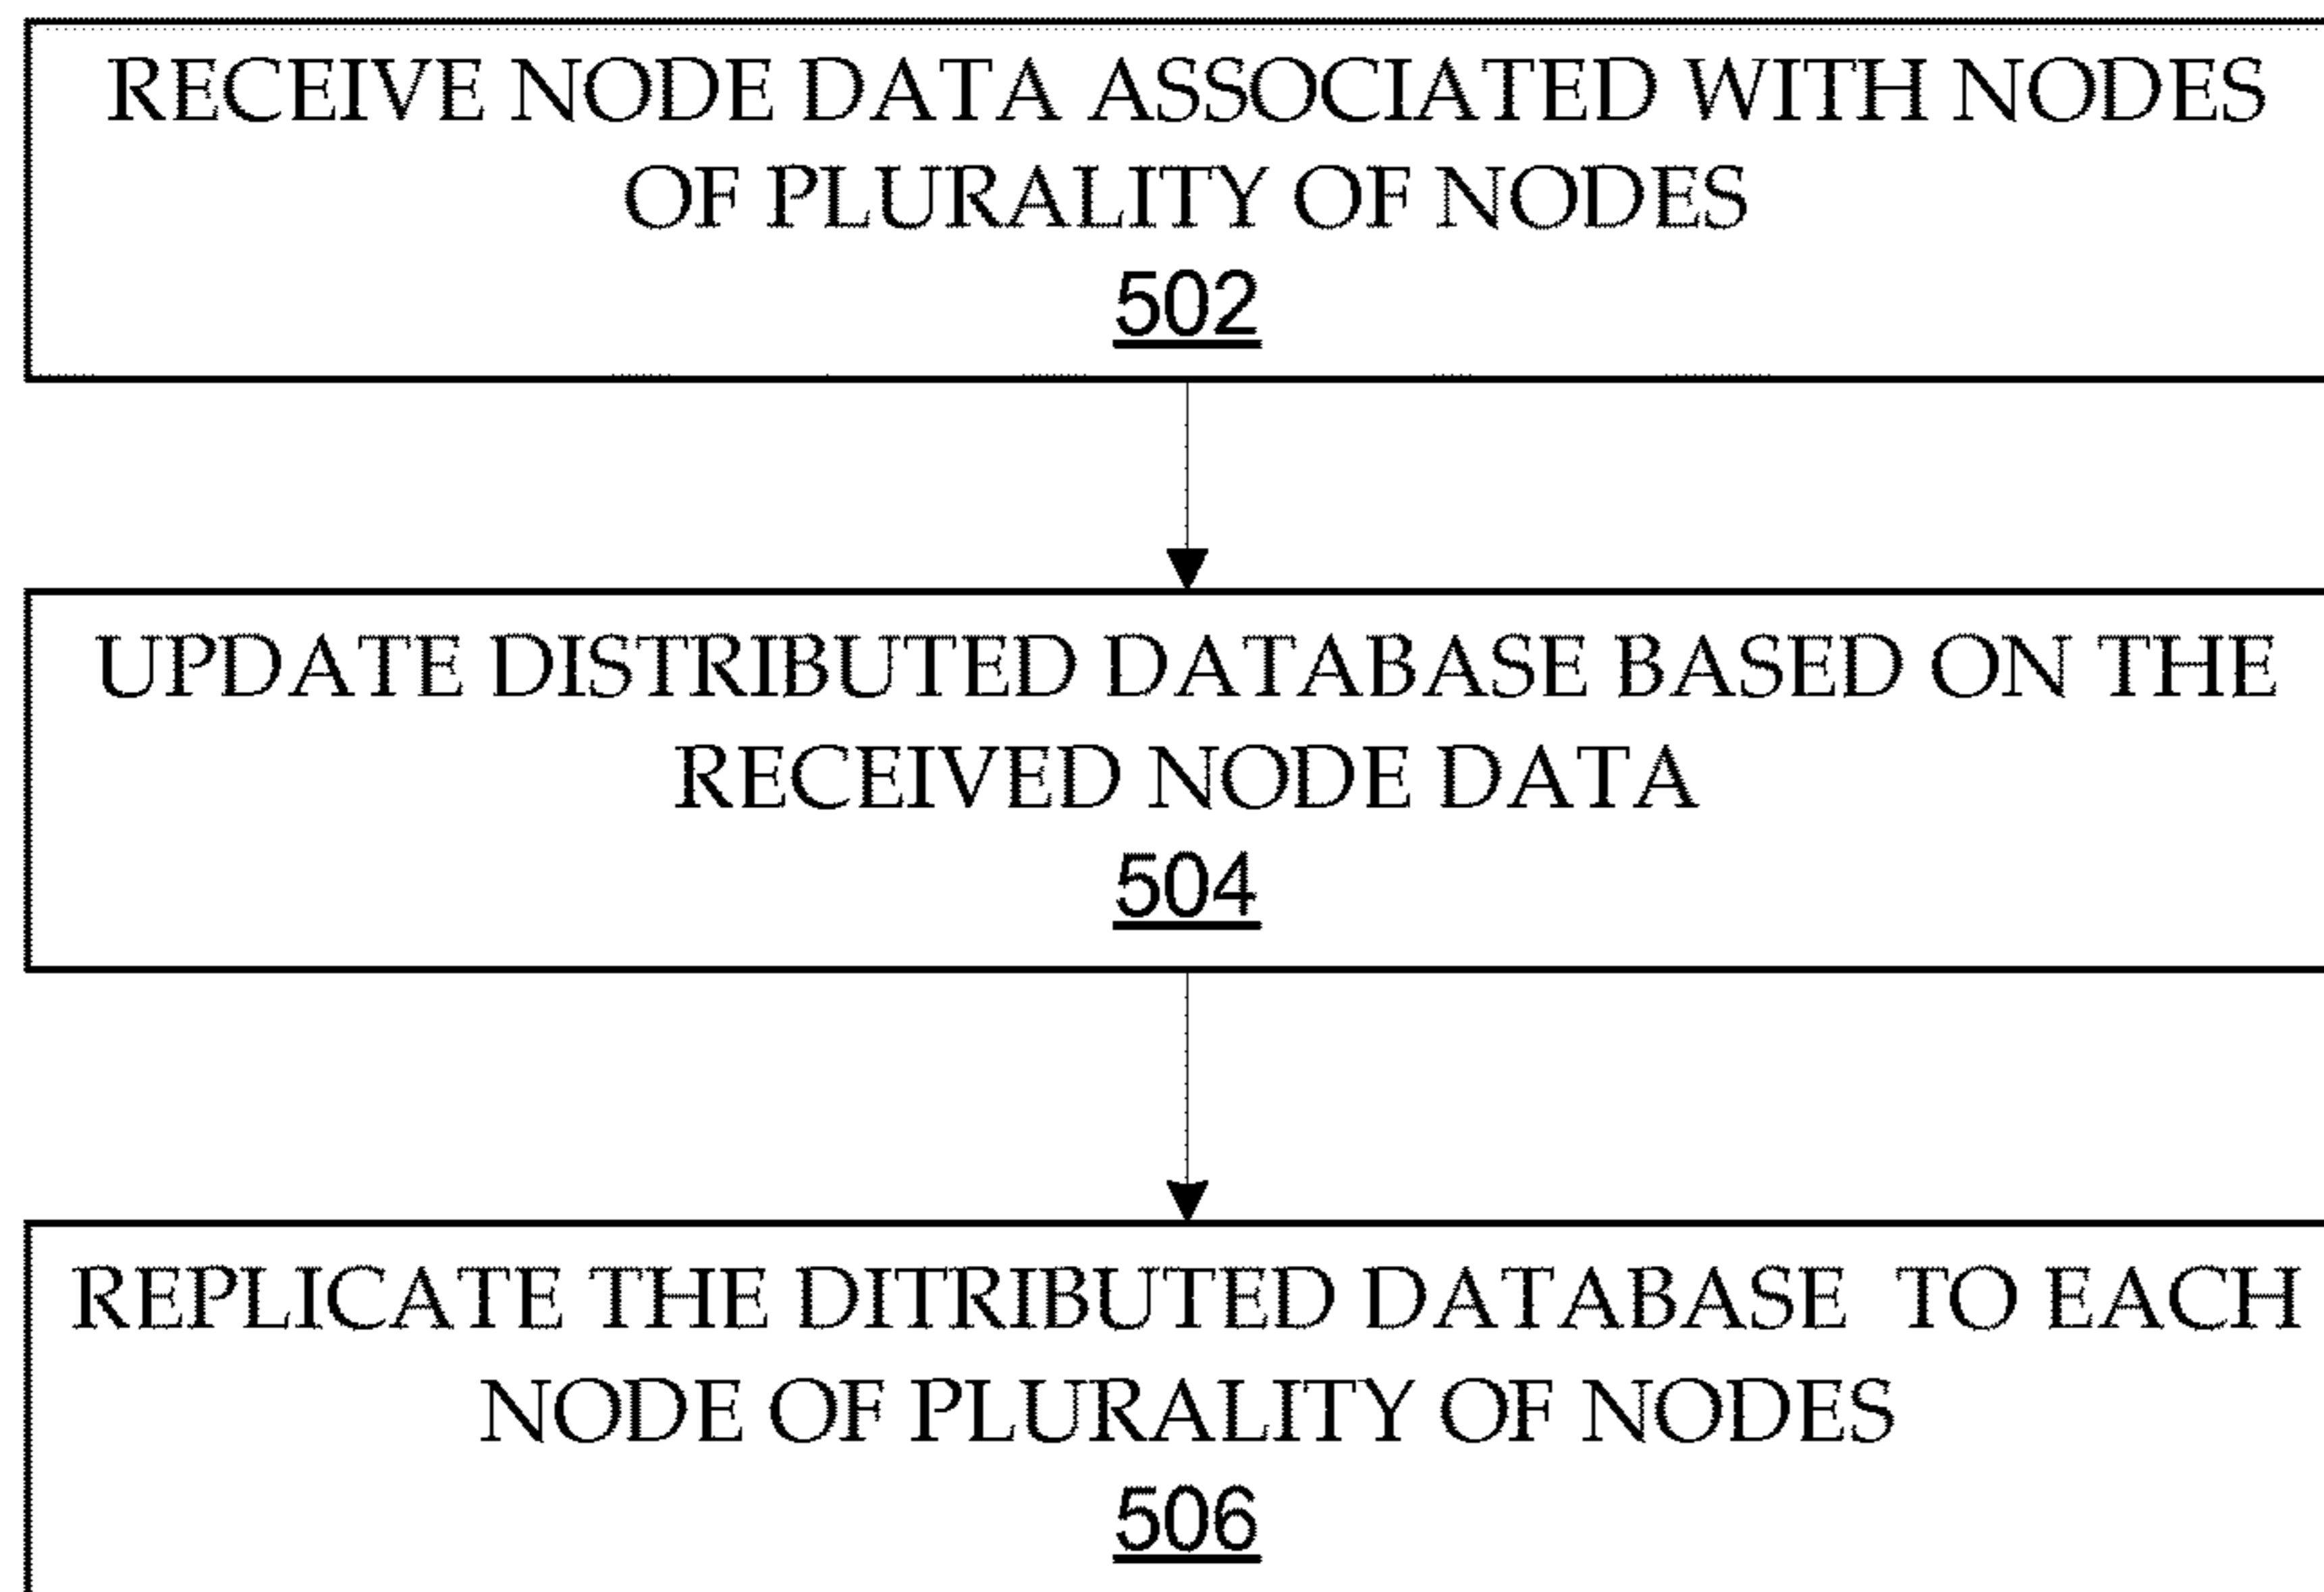 RECEIVE NODE DATA ASSOCIATED WITH NODES
OF PLURALITY OF NODES
502
UPDATE DISTRIBUTED DATABASE BASED ON THE
RECEIVED NODE DATA
504
REPLICATE THE DITRIBUTED DATABASE TO EACH
NODE OF PLURALITY OF NODES
506